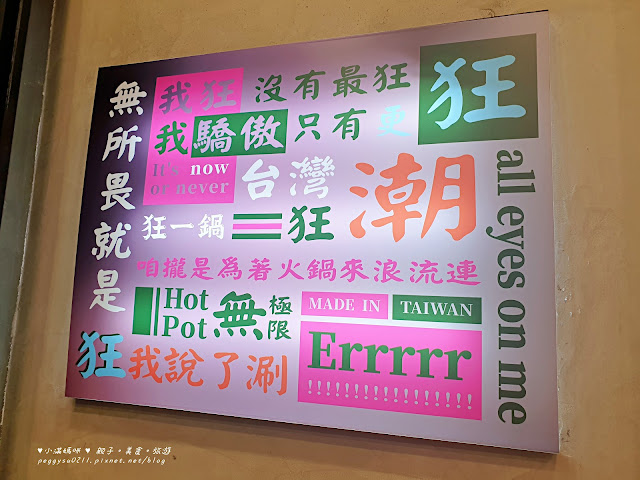 無所畏就是狂
我狂
我驕傲
沒有最狂
只有更狂
It's now
or never
台灣潮
狂一鍋
狂
all eyes on me
咱攏是為著火鍋來浪流連
Hot
Pot
無極限
MADE IN TAIWAN
我說了涮
Errrrr
!!!!!!!!!!!!!!!
♥小滿媽咪♥ 親子。美食。旅遊
peggysu0211.pixnet.net/blog